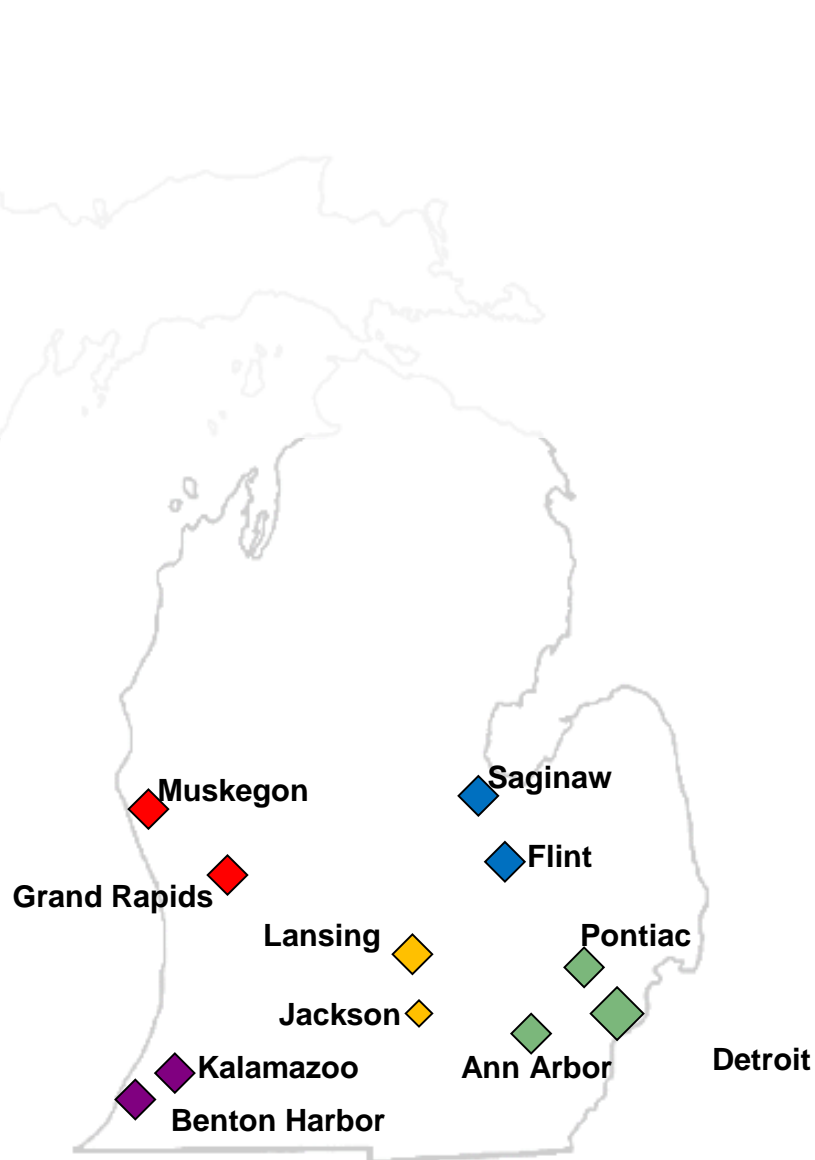 Saginaw
Muskegon
Flint
Grand Rapids
Lansing
Pontiac
Jackson
Detroit
Kalamazoo
Ann Arbor
Benton Harbor